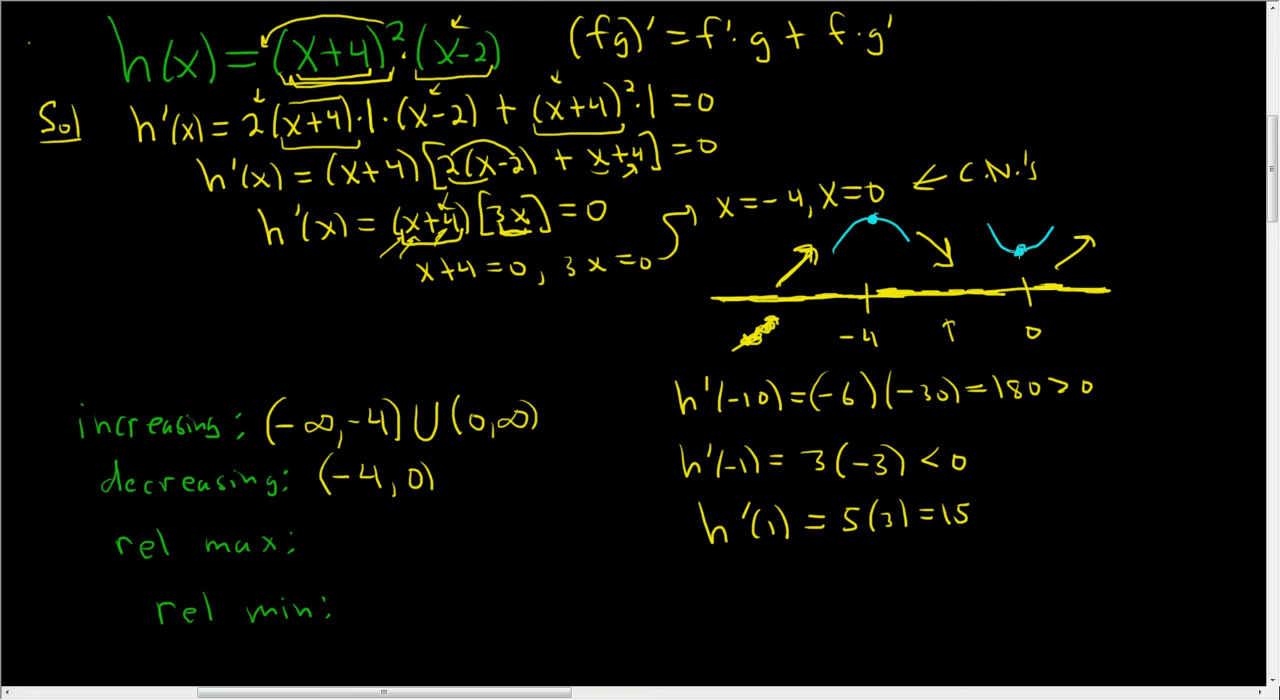 h(x) = (x+4)²·(x-2)
(fg)' = f'·g + f·g'
Sol h'(x) = 2(x+4)·1·(x-2) + (x+4)²·1 = 0
h'(x) = (x+4)[2(x-2) + x+4] = 0
h'(x) = (x+4)[3x] = 0
x+4=0, 3x=0
x=-4, x=0 ← C.N.'s
-4 ↑ 0
h'(-10) = (-6)(-30) = 180 > 0
h'(-1) = 3(-3) < 0
h'(1) = 5(3) = 15
increasing: (-∞,-4) ∪ (0,∞)
decreasing: (-4,0)
rel max:
rel min: